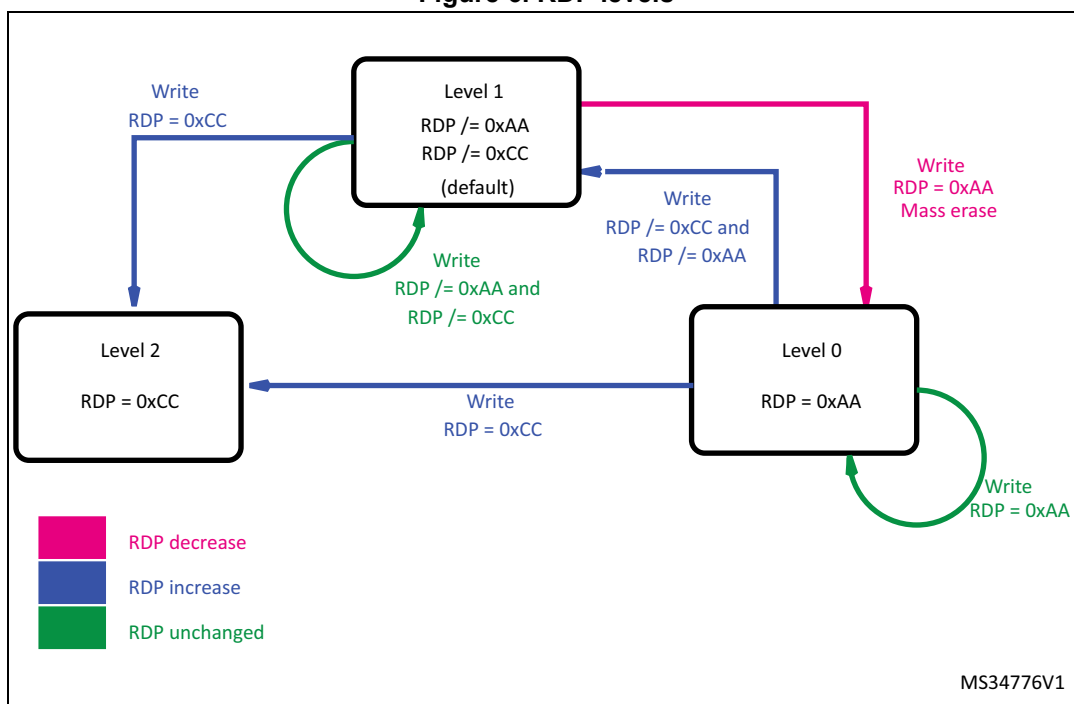 Level 1
RDP /= 0xAA
RDP /= 0xCC
(default)
Write
RDP = 0xCC
Write
RDP = 0xAA
Mass erase
Write
RDP /= 0xCC and
RDP /= 0xAA
Write
RDP /= 0xAA and
RDP /= 0xCC
Level 2
RDP = 0xCC
Level 0
RDP = 0xAA
Write
RDP = 0xCC
Write
RDP = 0xAA
RDP decrease
RDP increase
RDP unchanged
MS34776V1